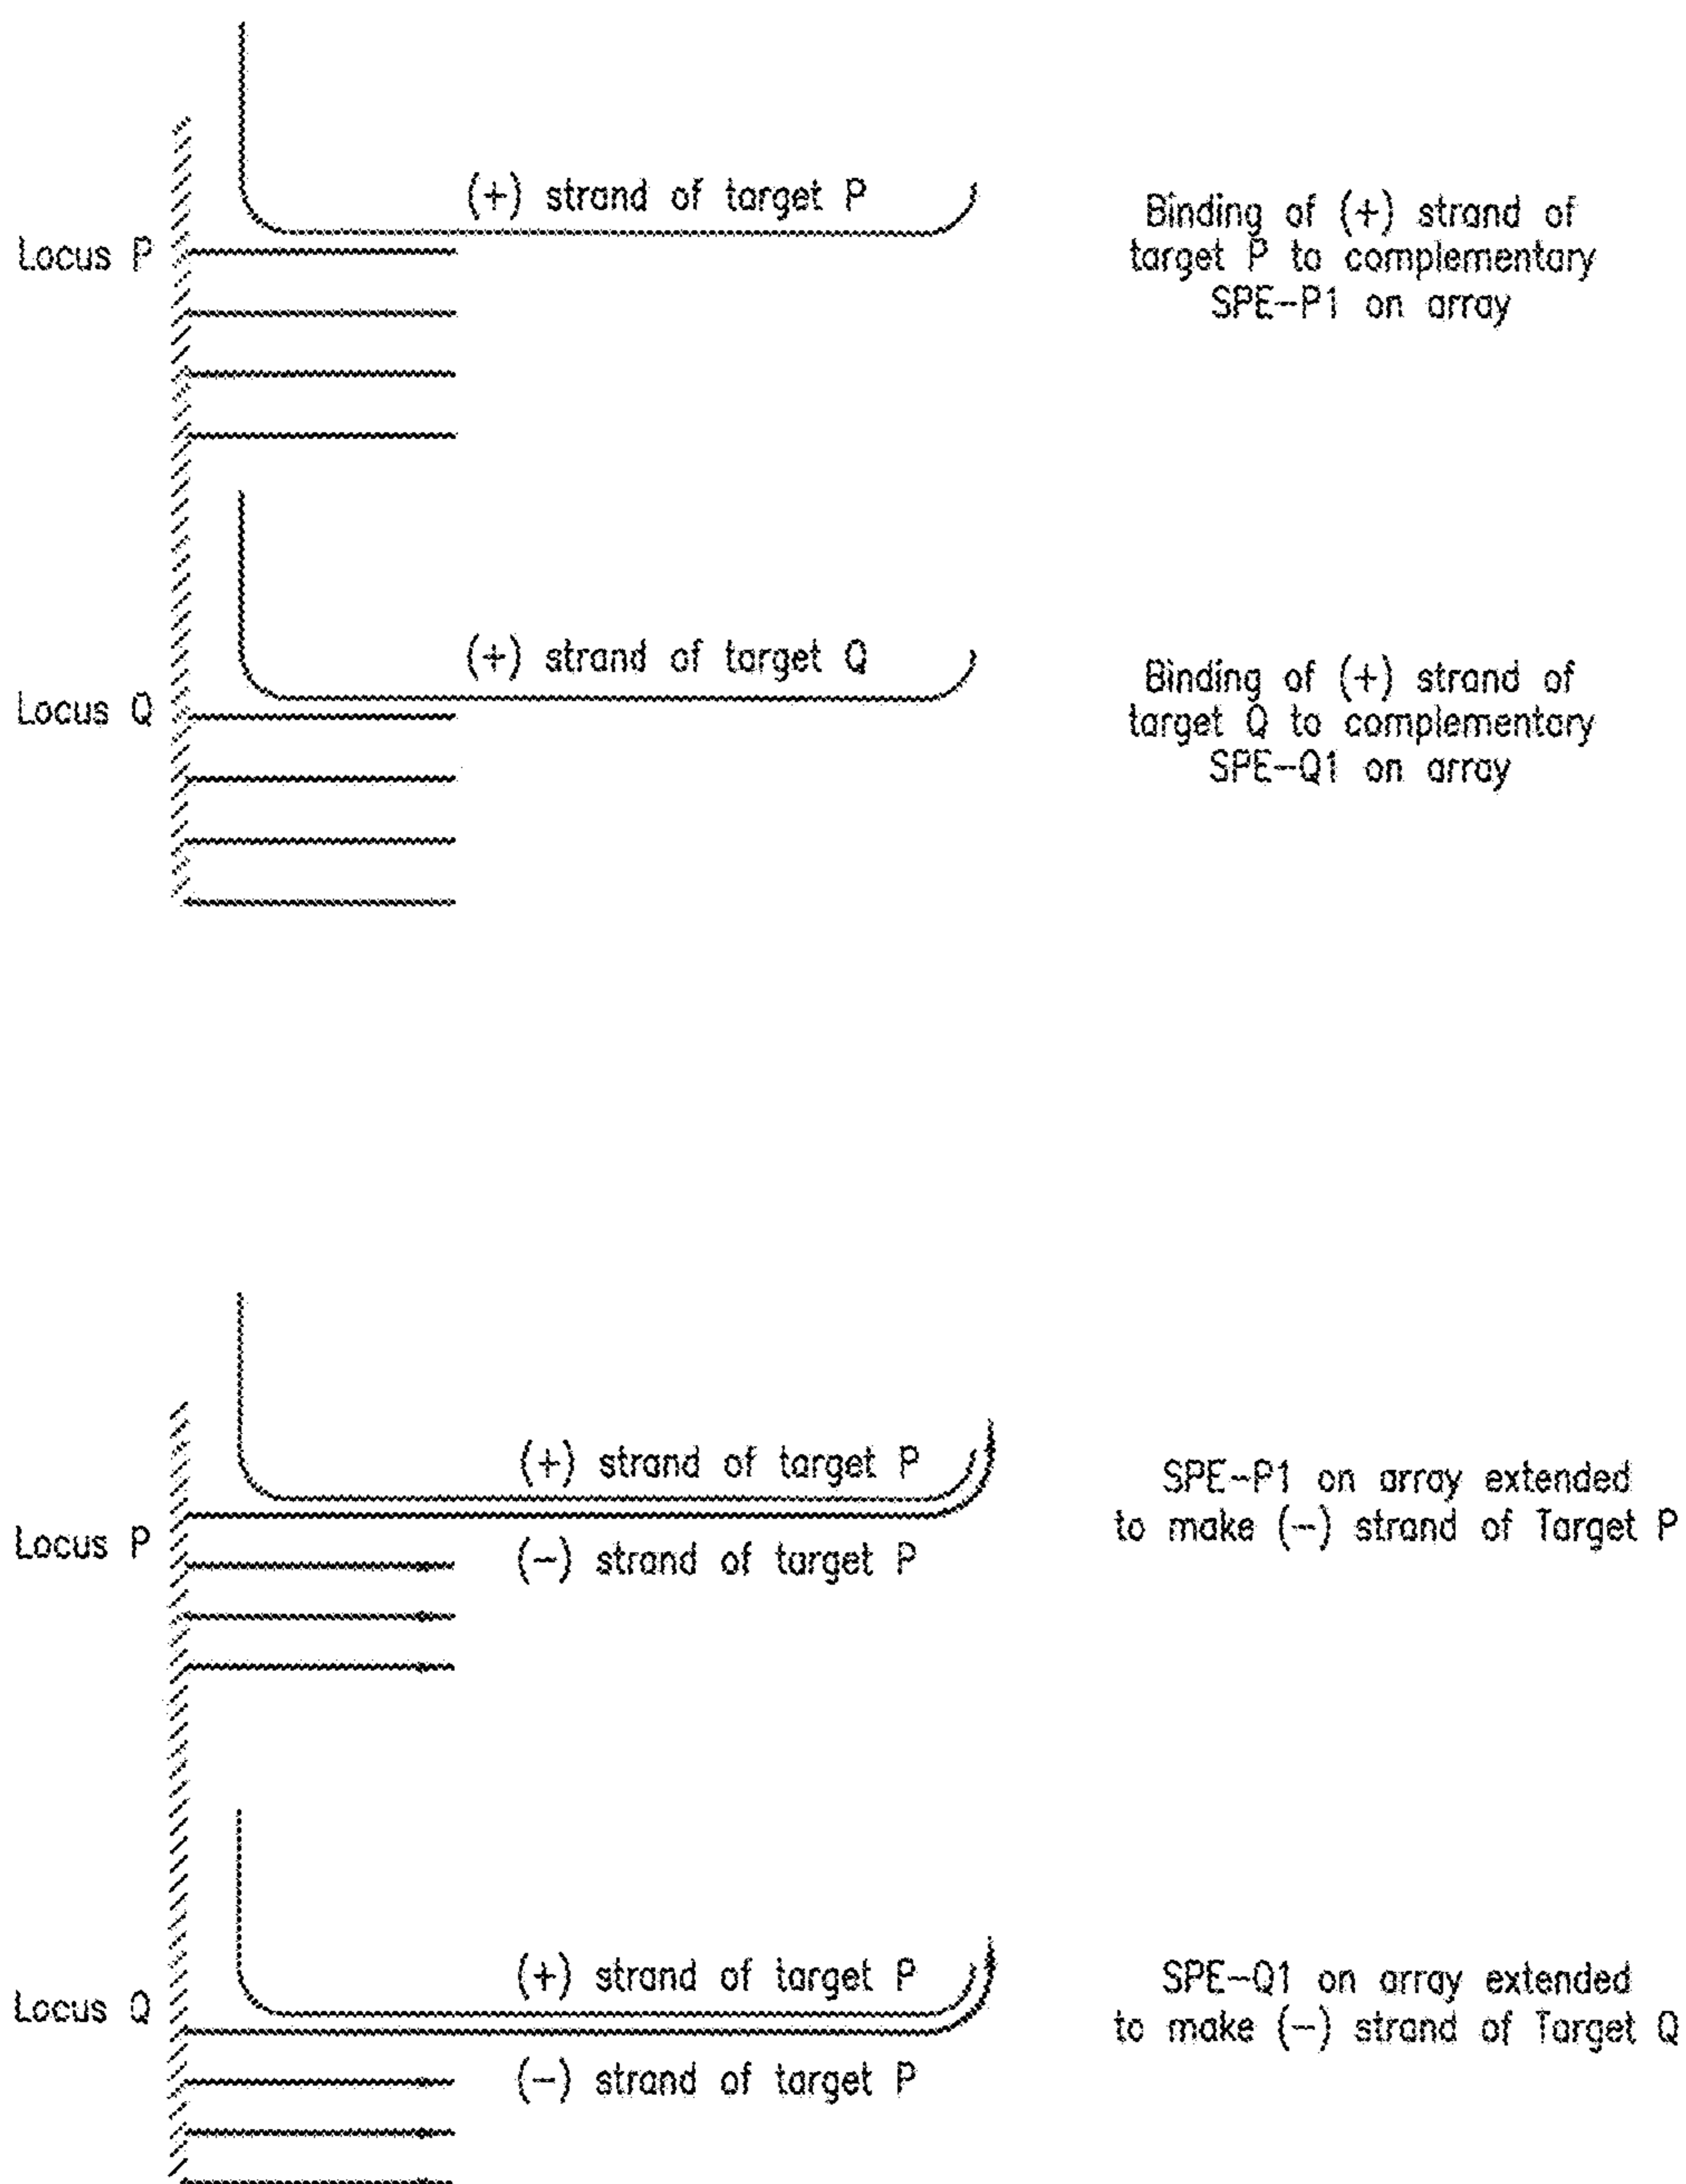 (+) strand of target P
Locus P
Binding of (+) strand of
target P to complementary
SPE-P1 on array
(+) strand of target Q
Locus Q
Binding of (+) strand of
target Q to complementary
SPE-Q1 on array
(+) strand of target P
Locus P
(-) strand of target P
SPE-P1 on array extended
to make (-) strand of Target P
(+) strand of target P
Locus Q
(-) strand of target P
SPE-Q1 on array extended
to make (-) strand of Target Q